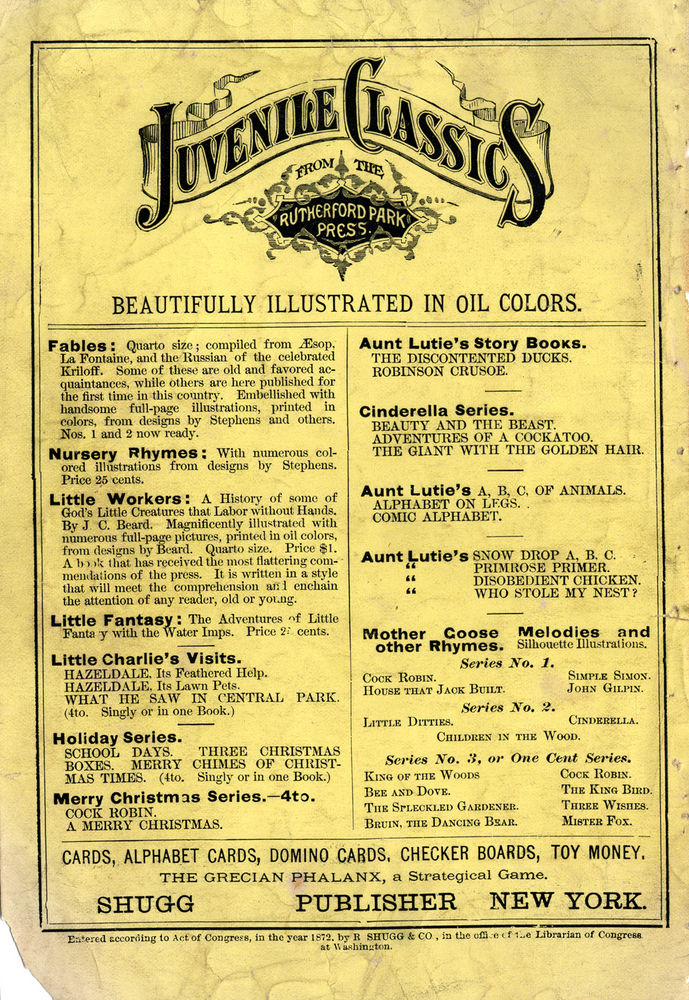 JUVENILE CLASSICS
FROM THE
"RUTHERFORD PARK"
PRESS.
BEAUTIFULLY ILLUSTRATED IN OIL COLORS.
Fables: Quarto size; compiled from Æsop,
La Fontaine, and the Russian of the celebrated
Kriloff. Some of these are old and favored ac-
quaintances, while others are here published for
the first time in this country. Embellished with
handsome full-page illustrations, printed in
colors, from designs by Stephens and others.
Nos. 1 and 2 now ready.
Nursery Rhymes: With numerous col-
ored illustrations from designs by Stephens.
Price 25 cents.
Little Workers: A History of some of
God's Little Creatures that Labor without Hands.
By J. C. Beard. Magnificently illustrated with
numerous full-page pictures, printed in oil colors,
from designs by Beard. Quarto size. Price $1.
A book that has received the most flattering com-
mendations of the press. It is written in a style
that will meet the comprehension and enchain
the attention of any reader, old or young.
Little Fantasy: The Adventures of Little
Fantasy with the Water Imps. Price cents.
Little Charlie's Visits.
HAZELDALE, Its Feathered Help.
HAZELDALE, Its Lawn Pets.
WHAT HE SAW IN CENTRAL PARK.
(4to. Singly or in one Book.)
Holiday Series.
SCHOOL DAYS. THREE CHRISTMAS
BOXES. MERRY CHIMES OF CHRIST-
MAS TIMES. (4to. Singly or in one Book.)
Merry Christmas Series.—4to.
COCK ROBIN.
A MERRY CHRISTMAS.
Aunt Lutie's Story Books.
THE DISCONTENTED DUCKS.
ROBINSON CRUSOE.
Cinderella Series.
BEAUTY AND THE BEAST.
ADVENTURES OF A COCKATOO.
THE GIANT WITH THE GOLDEN HAIR.
Aunt Lutie's A, B, C, OF ANIMALS.
ALPHABET ON LEGS.
COMIC ALPHABET.
Aunt Lutie's SNOW DROP A, B, C.
" PRIMROSE PRIMER.
" DISOBEDIENT CHICKEN.
" WHO STOLE MY NEST?
Mother Goose Melodies and
other Rhymes. Silhouette Illustrations.
Series No. 1.
COCK ROBIN. SIMPLE SIMON.
HOUSE THAT JACK BUILT. JOHN GILPIN.
Series No. 2.
LITTLE DITTIES. CINDERELLA.
CHILDREN IN THE WOOD.
Series No. 3, or One Cent Series.
KING OF THE WOODS COCK ROBIN.
BEE AND DOVE. THE KING BIRD.
THE SPLECKLED GARDENER. THREE WISHES.
BRUIN, THE DANCING BEAR. MISTER FOX.
CARDS, ALPHABET CARDS, DOMINO CARDS, CHECKER BOARDS, TOY MONEY.
THE GRECIAN PHALANX, a Strategical Game.
SHUGG PUBLISHER NEW YORK.
Entered according to Act of Congress, in the year 1872, by R SHUGG & CO., in the office of the Librarian of Congress
at Washington.